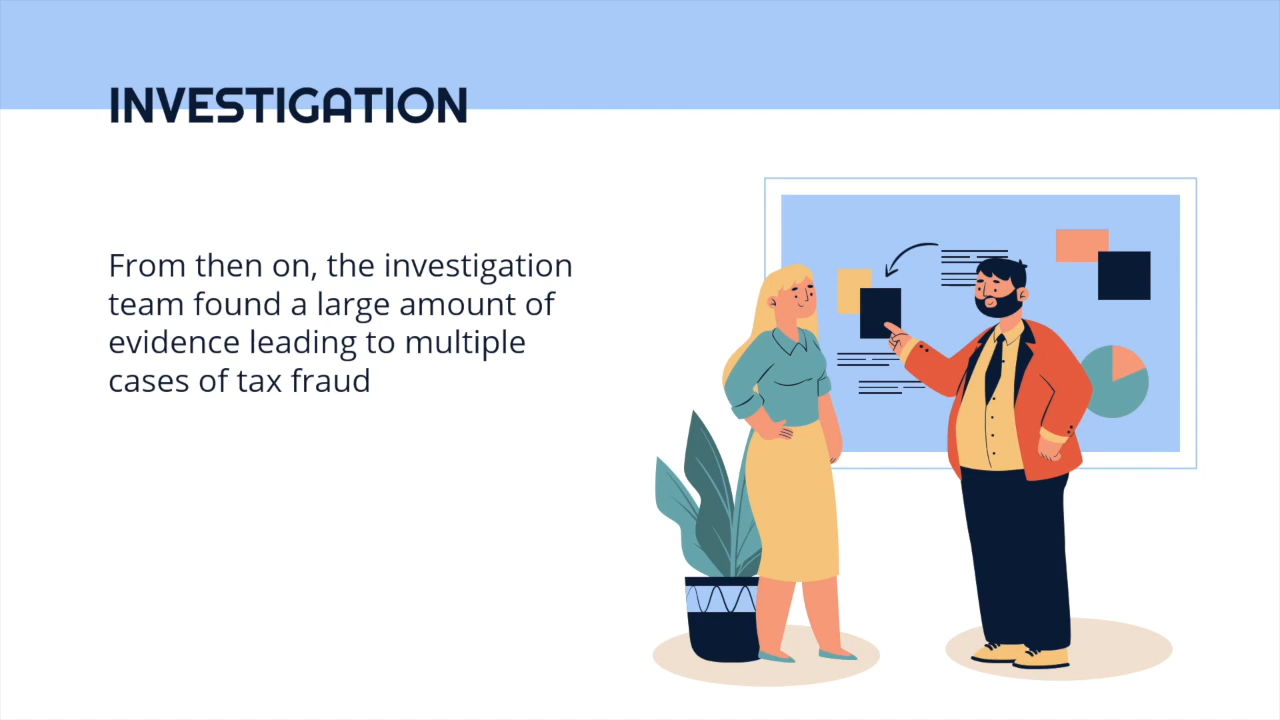 INVESTIGATION
From then on, the investigation
team found a large amount of
evidence leading to multiple
cases of tax fraud